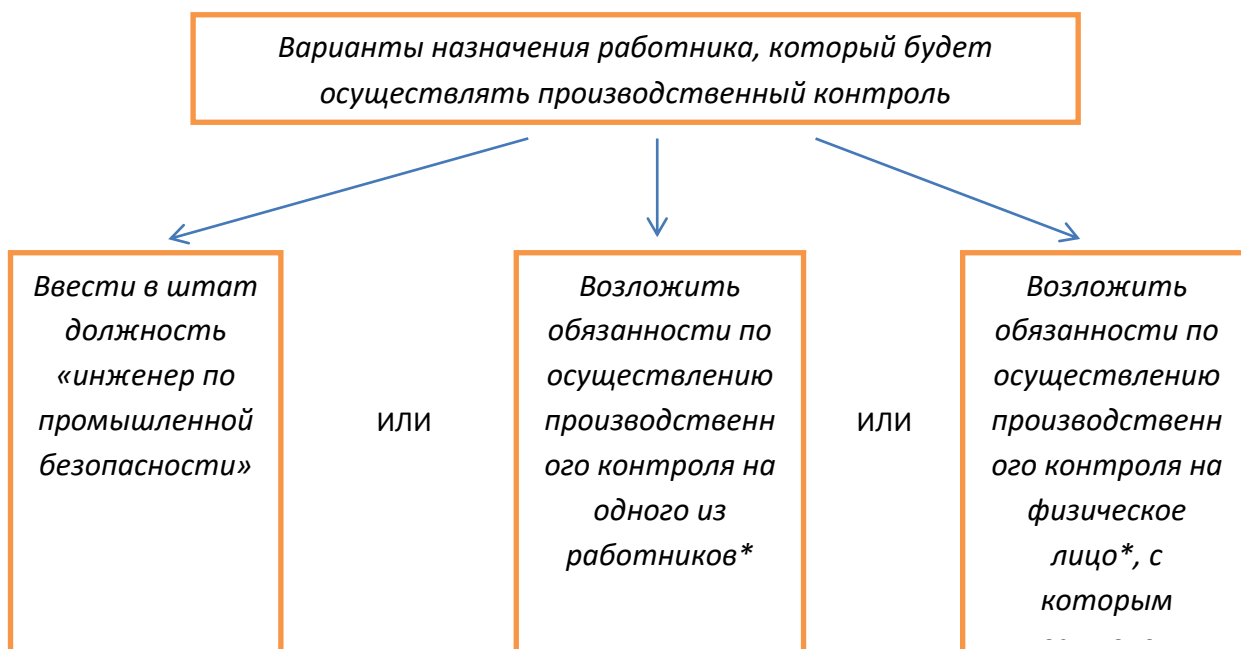 Варианты назначения работника, который будет
осуществлять производственный контроль
Ввести в штат
должность
«инженер по
промышленной
безопасности»
ИЛИ
Возложить
обязанности по
осуществлению
производственн
ого контроля на
одного из
работников*
ИЛИ
Возложить
обязанности по
осуществлению
производственн
ого контроля на
физическое
лицо*, с
которым